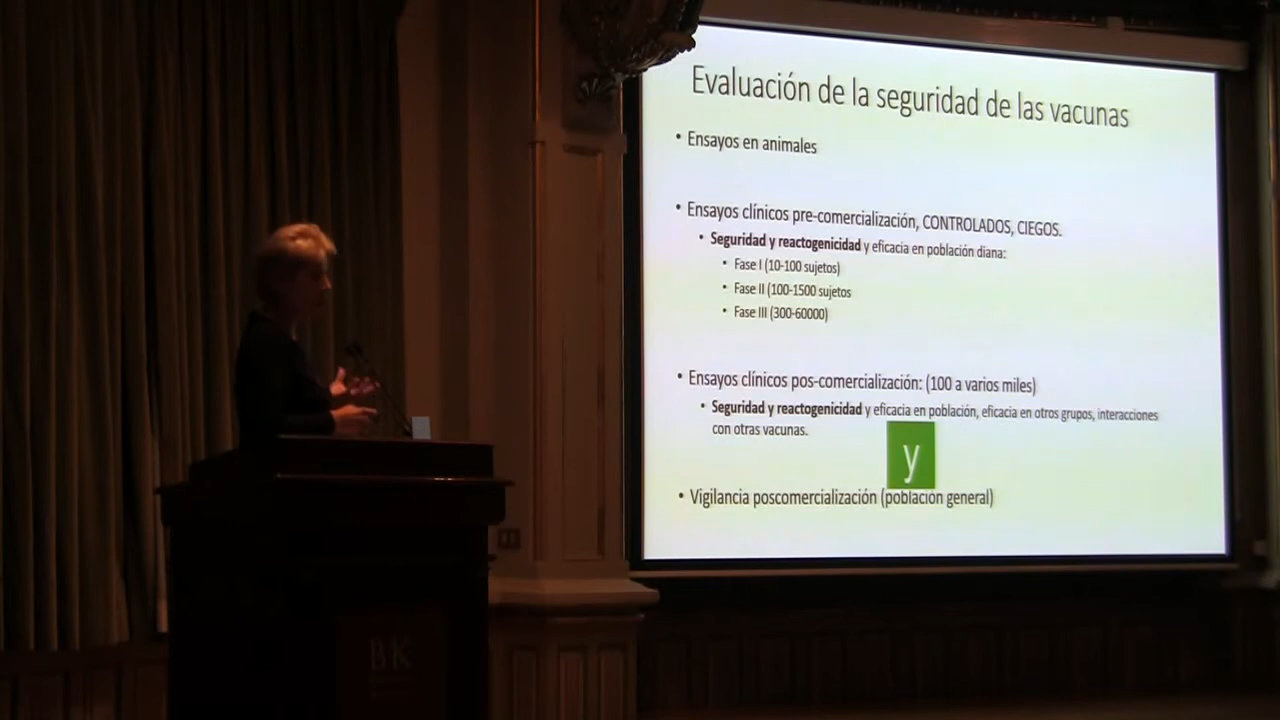 Evaluación de la seguridad de las vacunas
• Ensayos en animales
• Ensayos clínicos pre-comercialización, CONTROLADOS, CIEGOS.
• Seguridad y reactogenicidad y eficacia en población diana:
• Fase I (10-100 sujetos)
• Fase II (100-1500 sujetos
• Fase III (300-60000)
• Ensayos clínicos pos-comercialización: (100 a varios miles)
• Seguridad y reactogenicidad y eficacia en población, eficacia en otros grupos, interacciones
con otras vacunas.
y
• Vigilancia poscomercialización (población general)
BK